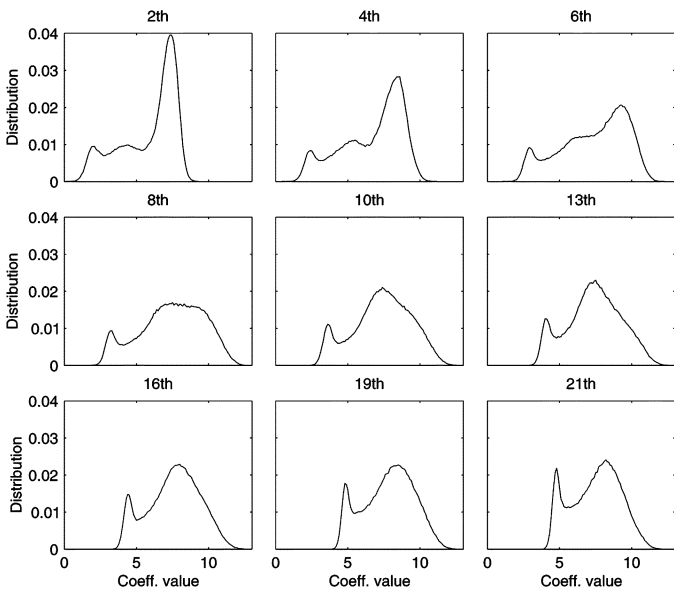 2th 4th 6th
0.04
0.03
0.02
0.01
0
Distribution
8th 10th 13th
0.04
0.03
0.02
0.01
0
Distribution
16th 19th 21th
0.04
0.03
0.02
0.01
0
Distribution
0 5 10 0 5 10 0 5 10
Coeff. value Coeff. value Coeff. value